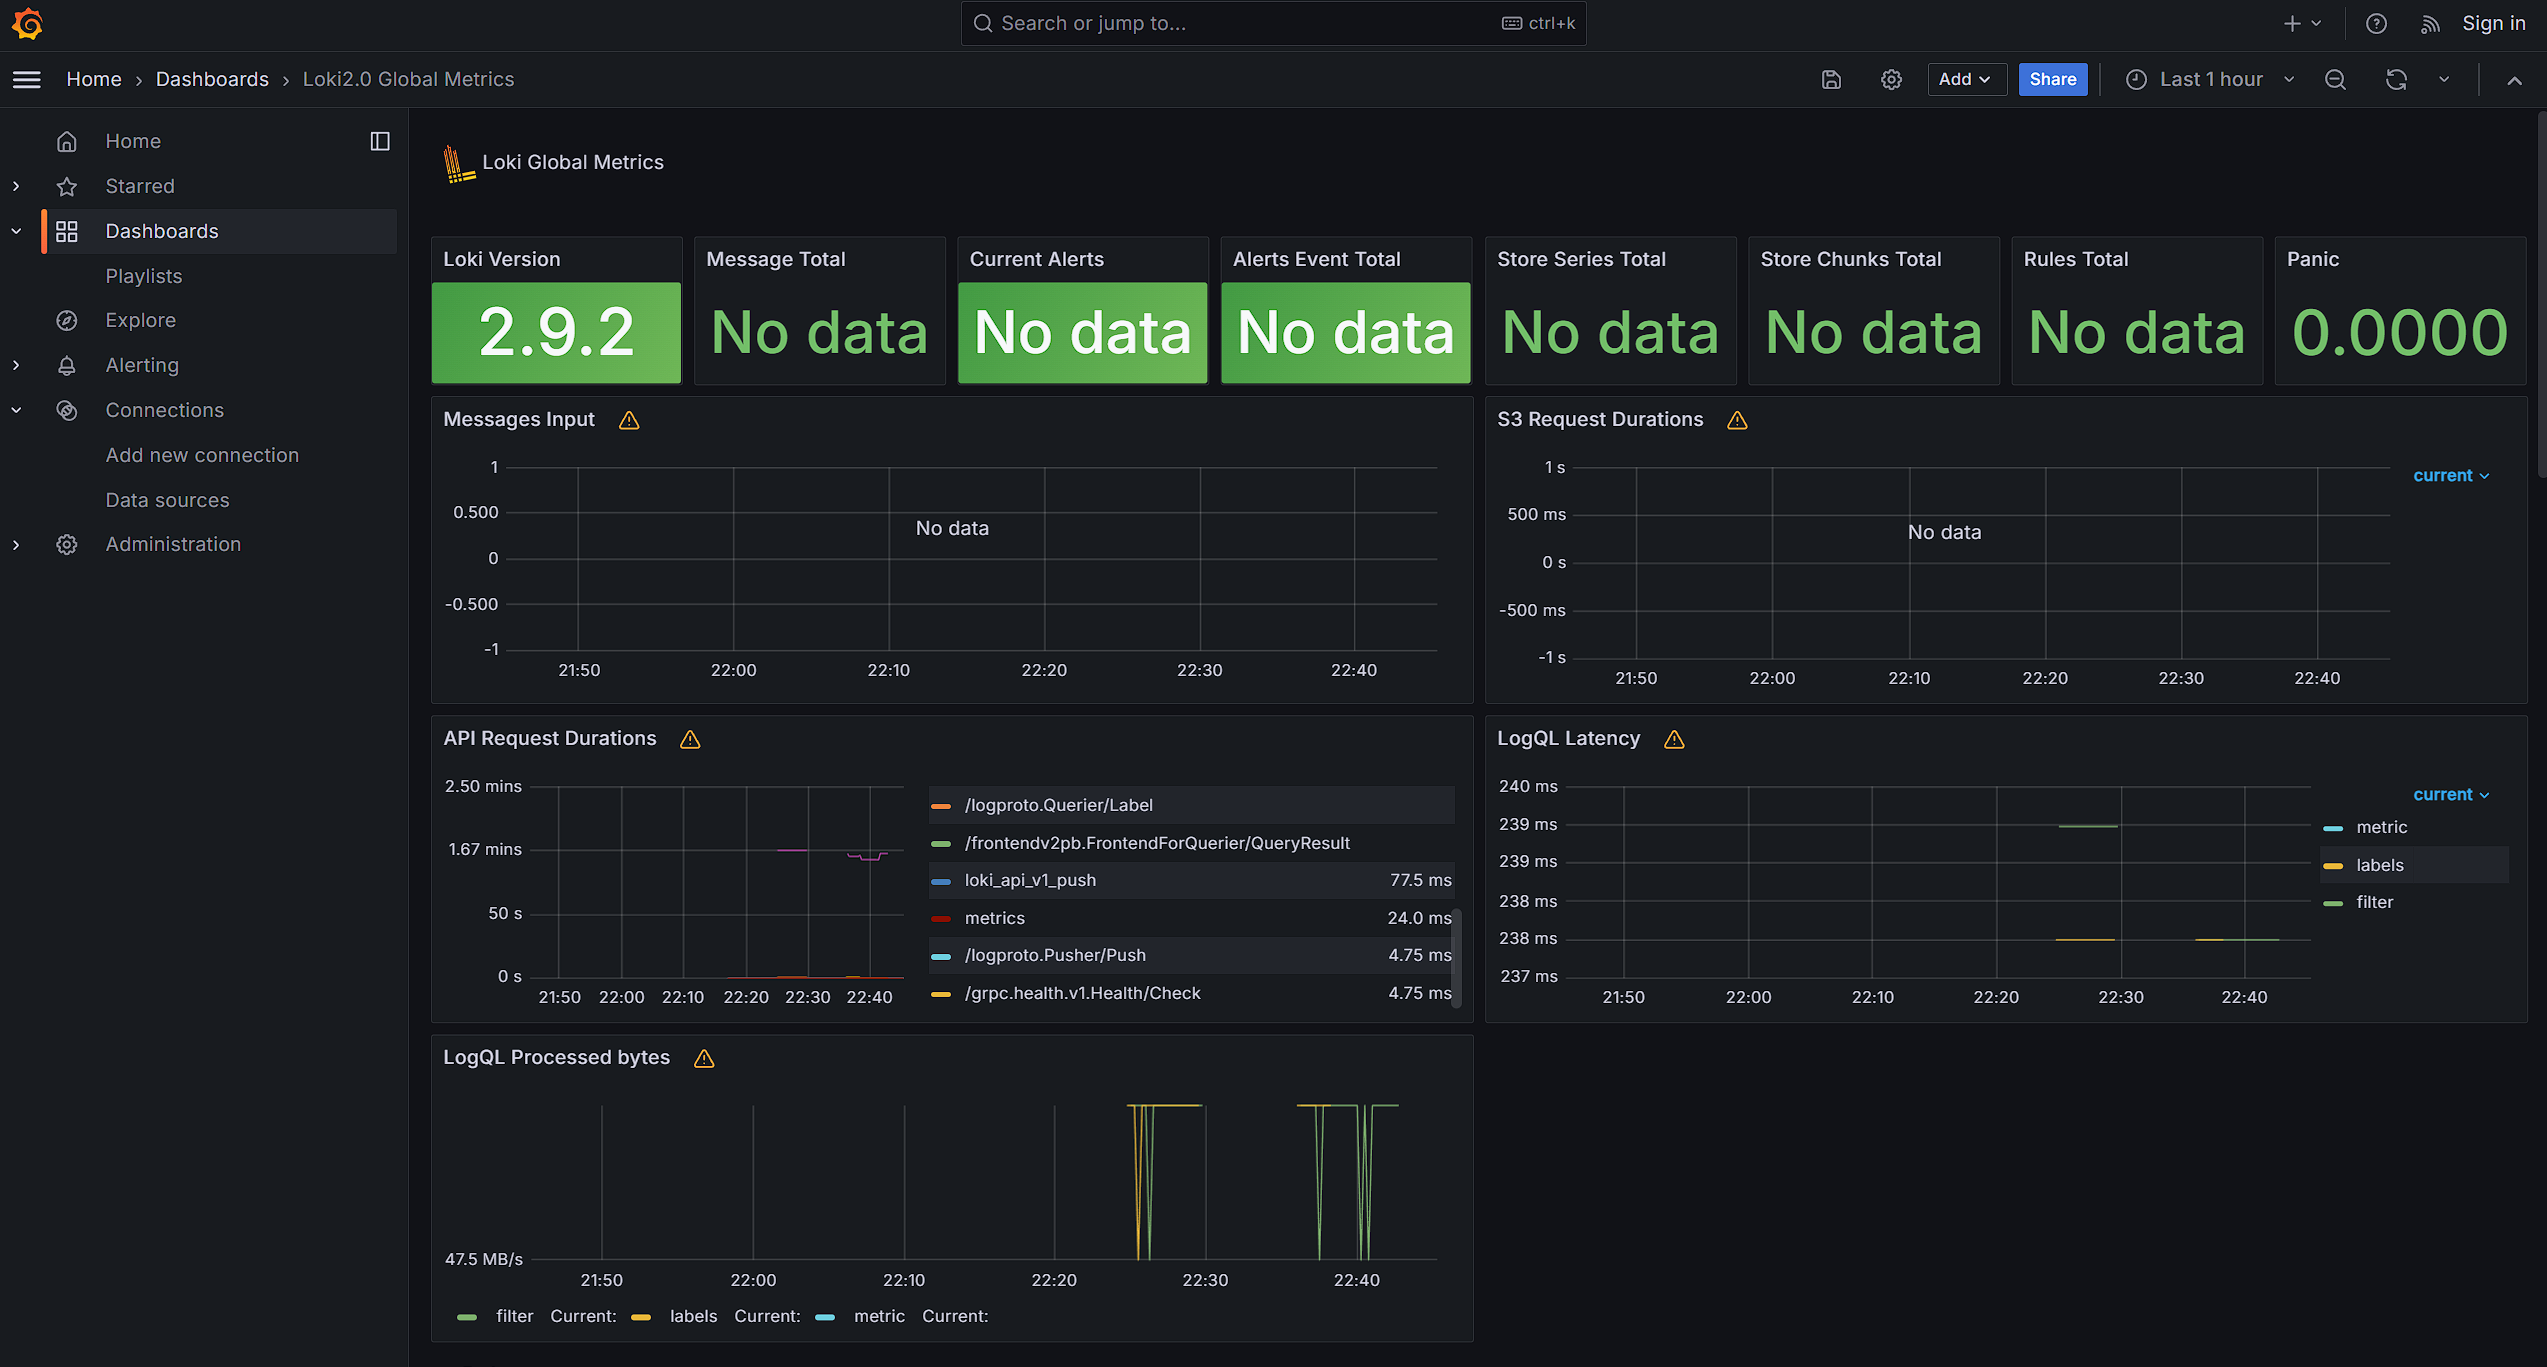 Search or jump to...
ctrl+k
Sign in
Home › Dashboards › Loki2.0 Global Metrics
Add
Share
Last 1 hour
Home
Starred
Dashboards
Playlists
Explore
Alerting
Connections
Add new connection
Data sources
Administration
Loki Global Metrics
Loki Version
2.9.2
Message Total
No data
Current Alerts
No data
Alerts Event Total
No data
Store Series Total
No data
Store Chunks Total
No data
Rules Total
No data
Panic
0.0000
Messages Input
1
0.500
0
-0.500
-1
No data
21:50 22:00 22:10 22:20 22:30 22:40
S3 Request Durations
1 s
500 ms
0 s
-500 ms
-1 s
No data
21:50 22:00 22:10 22:20 22:30 22:40
current
API Request Durations
2.50 mins
1.67 mins
50 s
0 s
21:50 22:00 22:10 22:20 22:30 22:40
/logproto.Querier/Label
/frontendv2pb.FrontendForQuerier/QueryResult
loki_api_v1_push 77.5 ms
metrics 24.0 ms
/logproto.Pusher/Push 4.75 ms
/grpc.health.v1.Health/Check 4.75 ms
LogQL Latency
240 ms
239 ms
239 ms
238 ms
238 ms
237 ms
21:50 22:00 22:10 22:20 22:30 22:40
current
metric
labels
filter
LogQL Processed bytes
47.5 MB/s
21:50 22:00 22:10 22:20 22:30 22:40
filter Current: labels Current: metric Current: